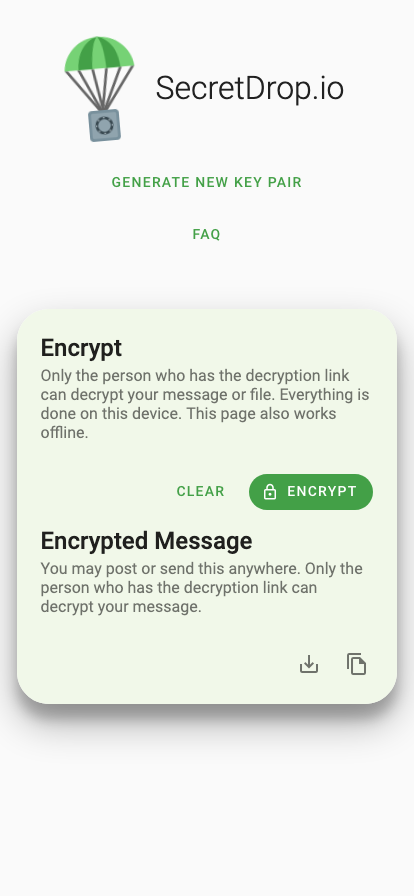 SecretDrop.io
GENERATE NEW KEY PAIR
FAQ
Encrypt
Only the person who has the decryption link
can decrypt your message or file. Everything is
done on this device. This page also works
offline.
CLEAR
ENCRYPT
Encrypted Message
You may post or send this anywhere. Only the
person who has the decryption link can
decrypt your message.